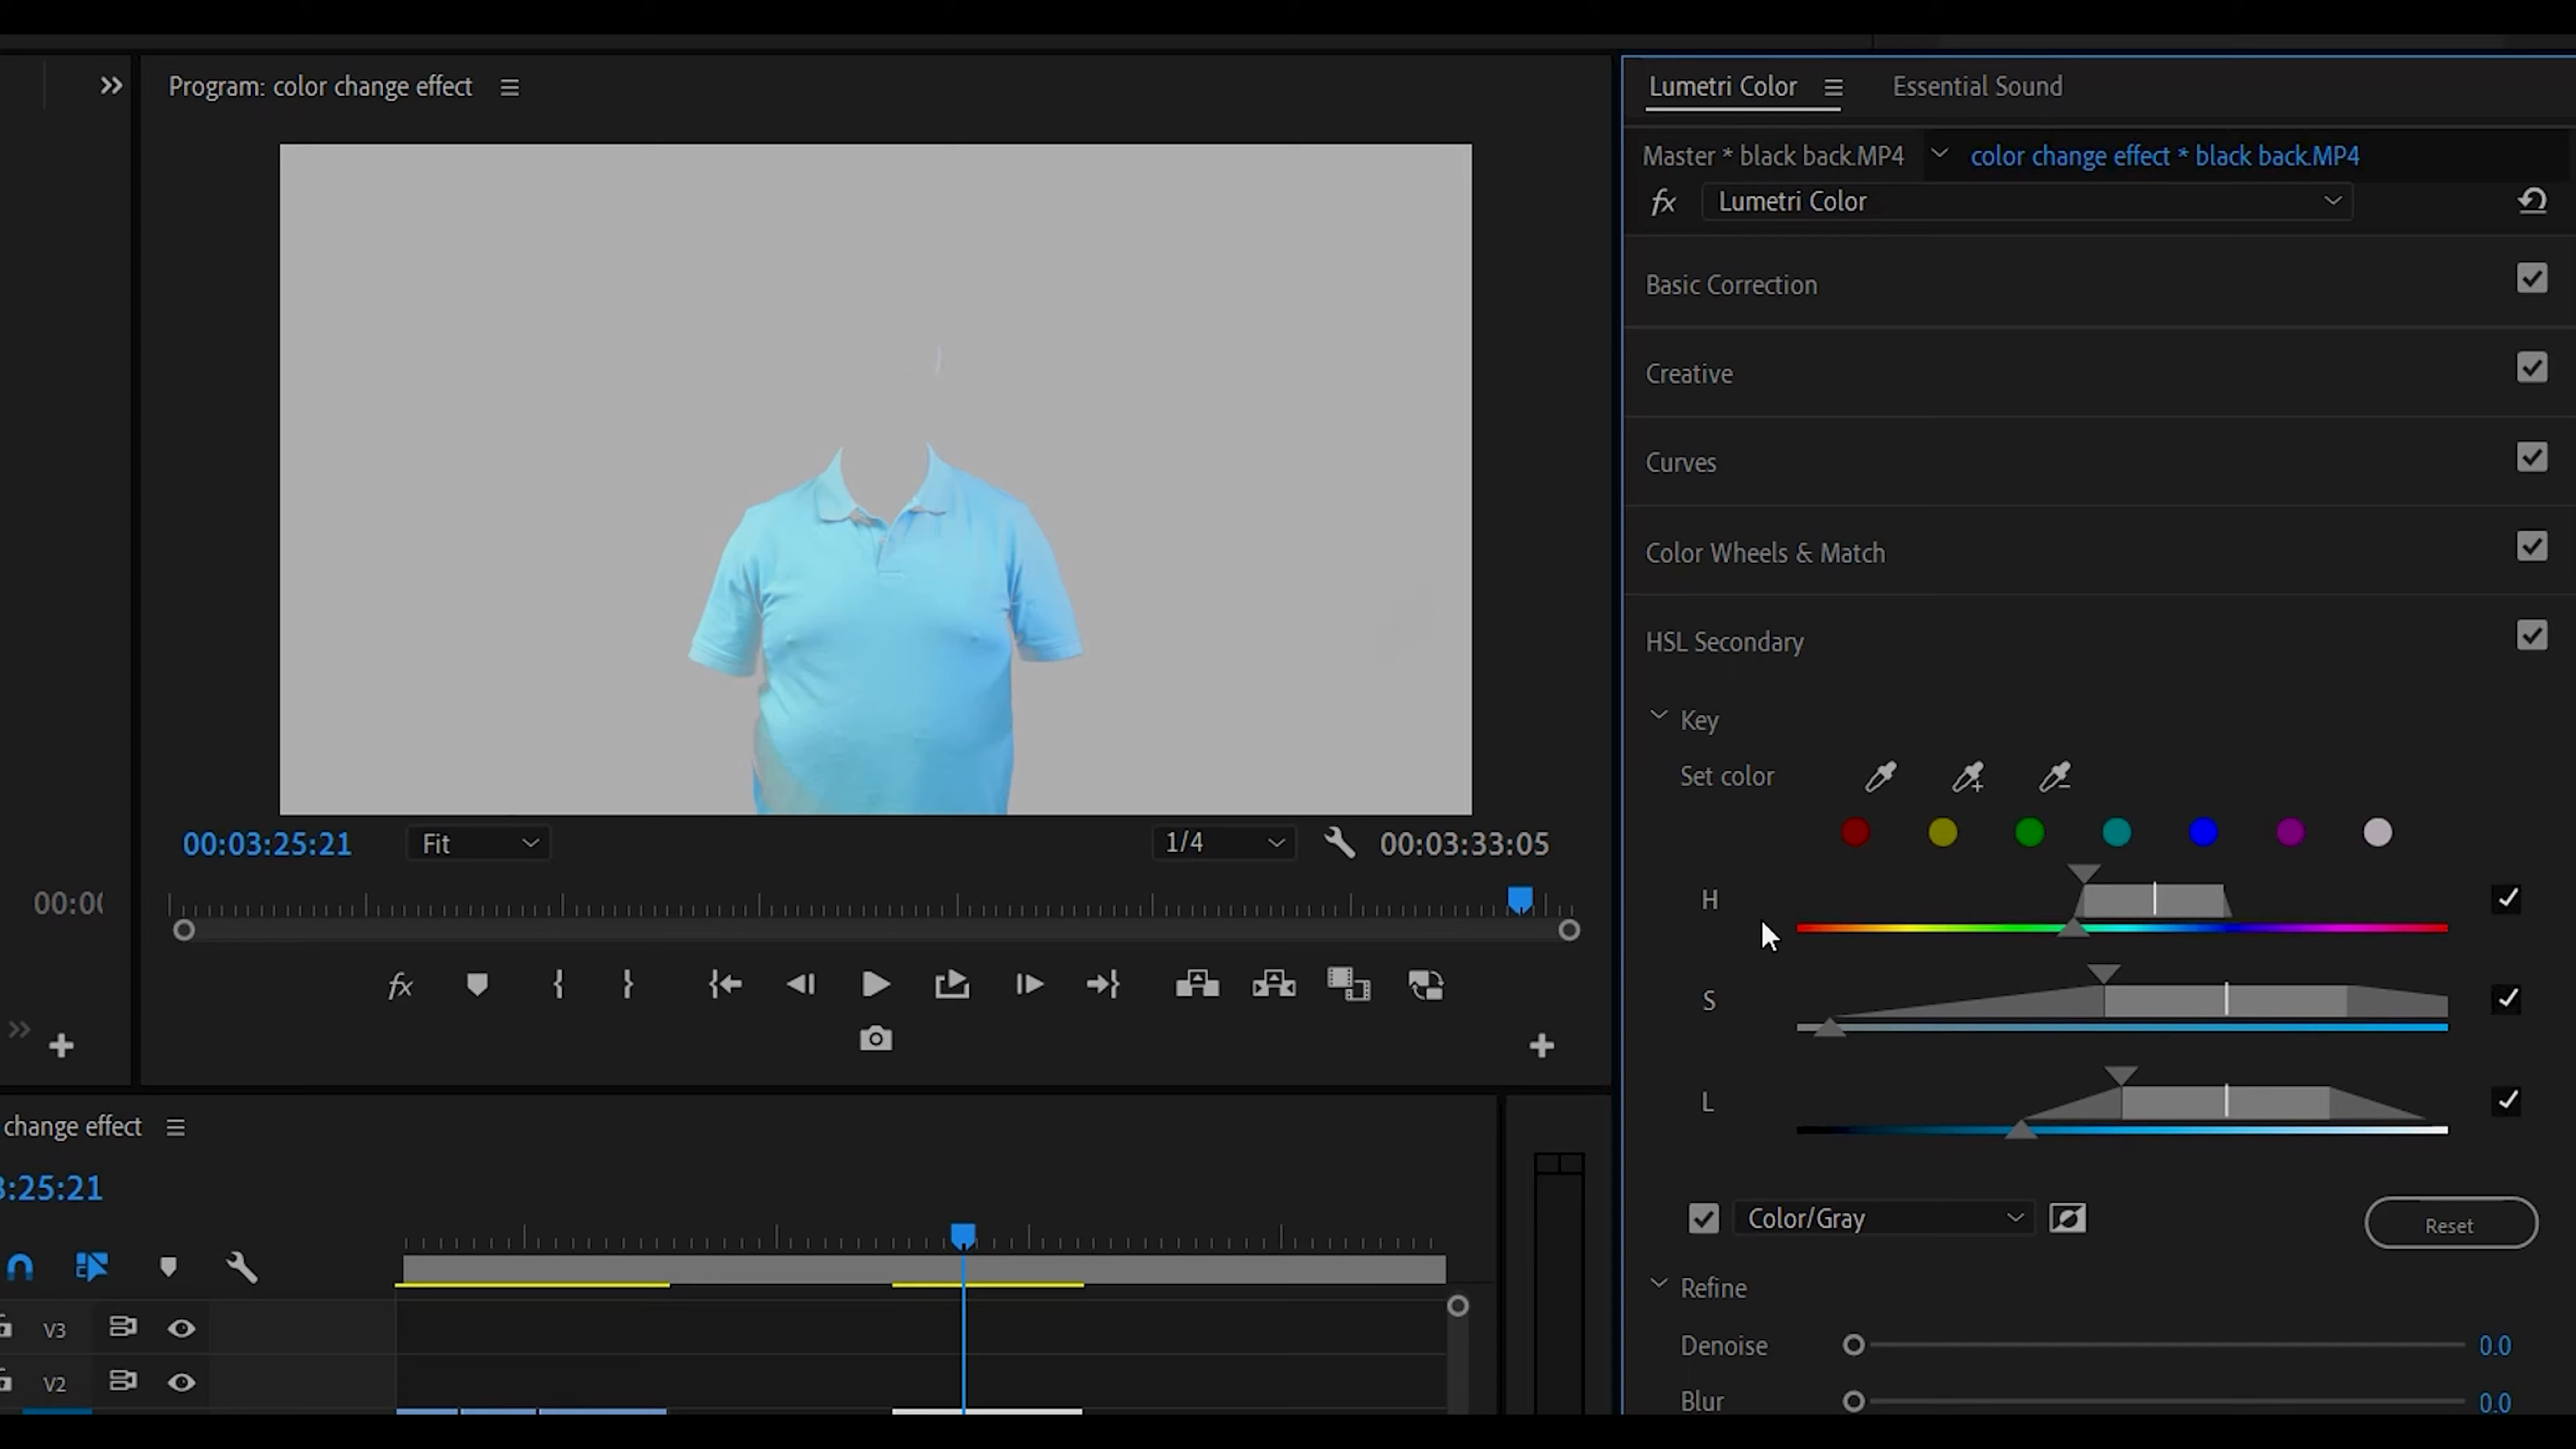 Program: color change effect
Lumetri Color
Essential Sound
Master * black back.MP4
color change effect * black back.MP4
fx
Lumetri Color
Basic Correction
Creative
Curves
Color Wheels & Match
HSL Secondary
Key
Set color
00:03:25:21
Fit
1/4
00:03:33:05
H
S
L
fx
Color/Gray
Reset
Refine
Denoise
0.0
Blur
0.0
change effect
:25:21
V3
V2